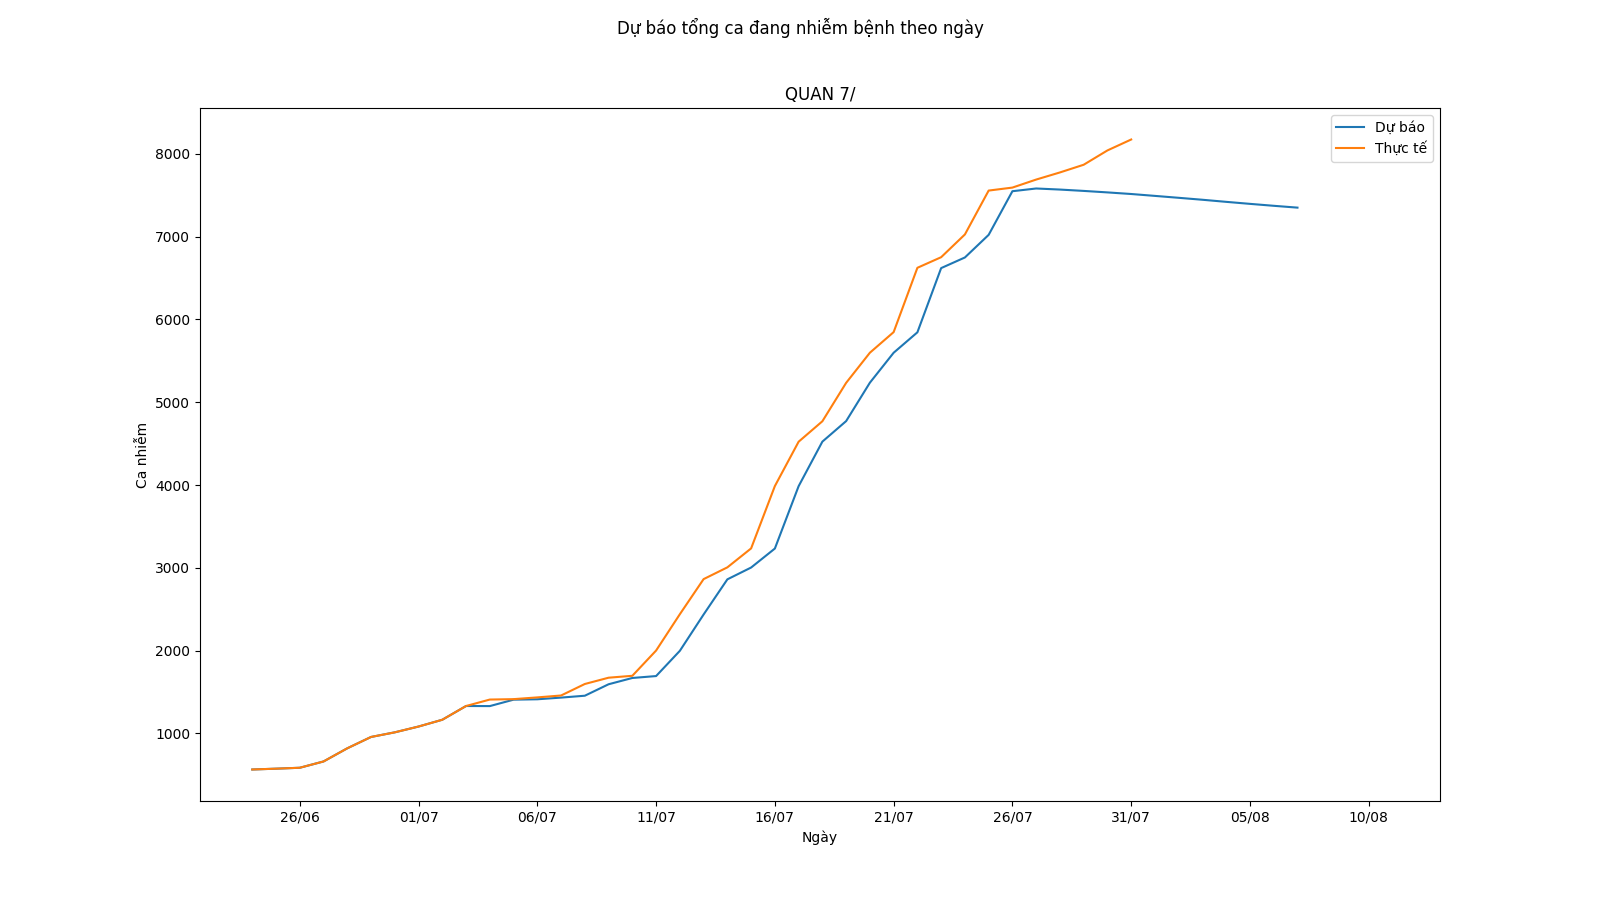 Dự báo tổng ca đang nhiễm bệnh theo ngày
QUAN 7/
Dự báo
Thực tế
8000
7000
6000
5000
4000
3000
2000
1000
Ca nhiễm
26/06 01/07 06/07 11/07 16/07 21/07 26/07 31/07 05/08 10/08
Ngày